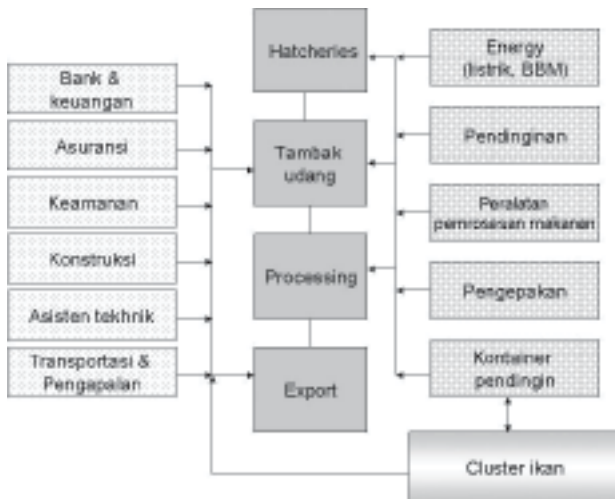 Bank &
keuangan
Asuransi
Keamanan
Konstruksi
Asisten tekhnik
Transportasi &
Pengapalan
Hatcheries
Tambak
udang
Processing
Export
Energy
(listrik, BBM)
Pendinginan
Peralatan
pemrosesan makanan
Pengepakan
Kontainer
pendingin
Cluster ikan